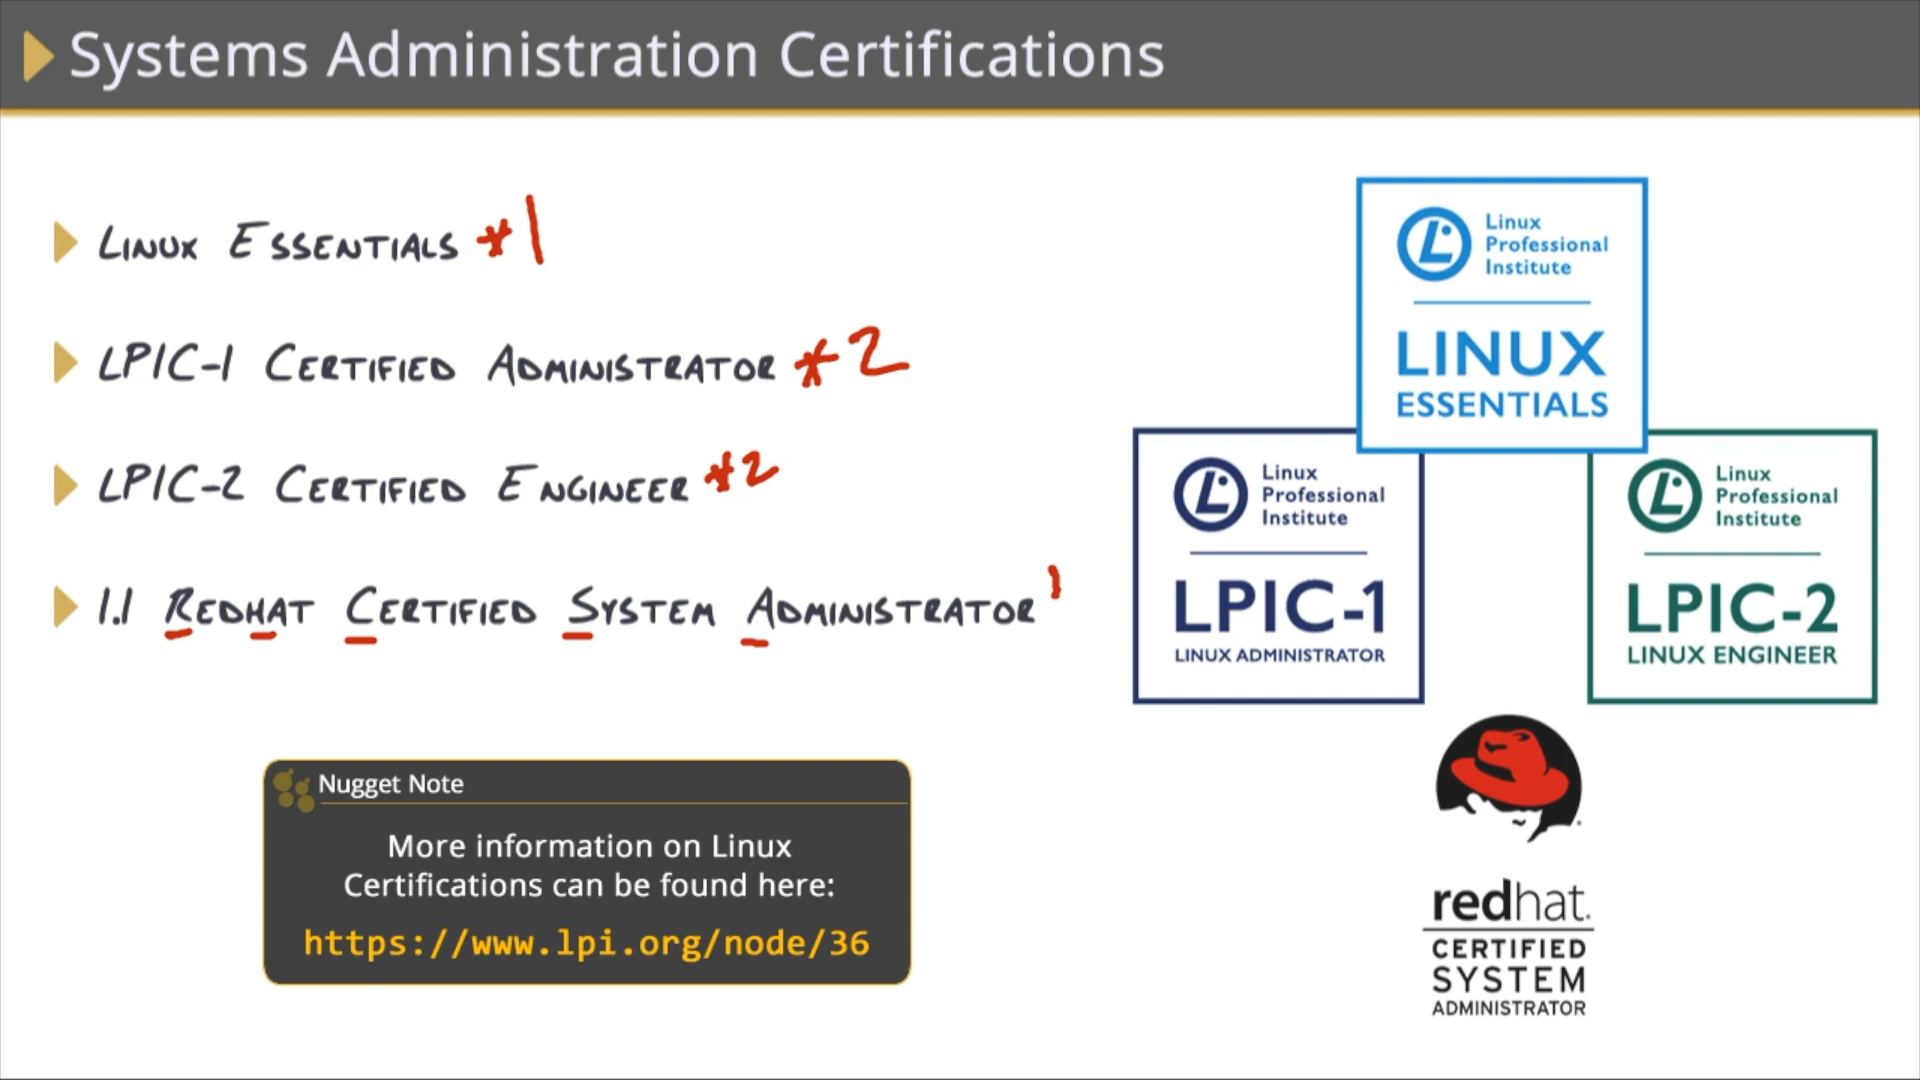 Systems Administration Certifications
LINUX ESSENTIALS *1
LPIC-1 CERTIFIED ADMINISTRATOR *2
LPIC-2 CERTIFIED ENGINEER *2
1.1 REDHAT CERTIFIED SYSTEM ADMINISTRATOR 1
Linux
Professional
Institute
LINUX
ESSENTIALS
Linux
Professional
Institute
LPIC-1
LINUX ADMINISTRATOR
Linux
Professional
Institute
LPIC-2
LINUX ENGINEER
redhat.
CERTIFIED
SYSTEM
ADMINISTRATOR
Nugget Note
More information on Linux
Certifications can be found here:
https://www.lpi.org/node/36